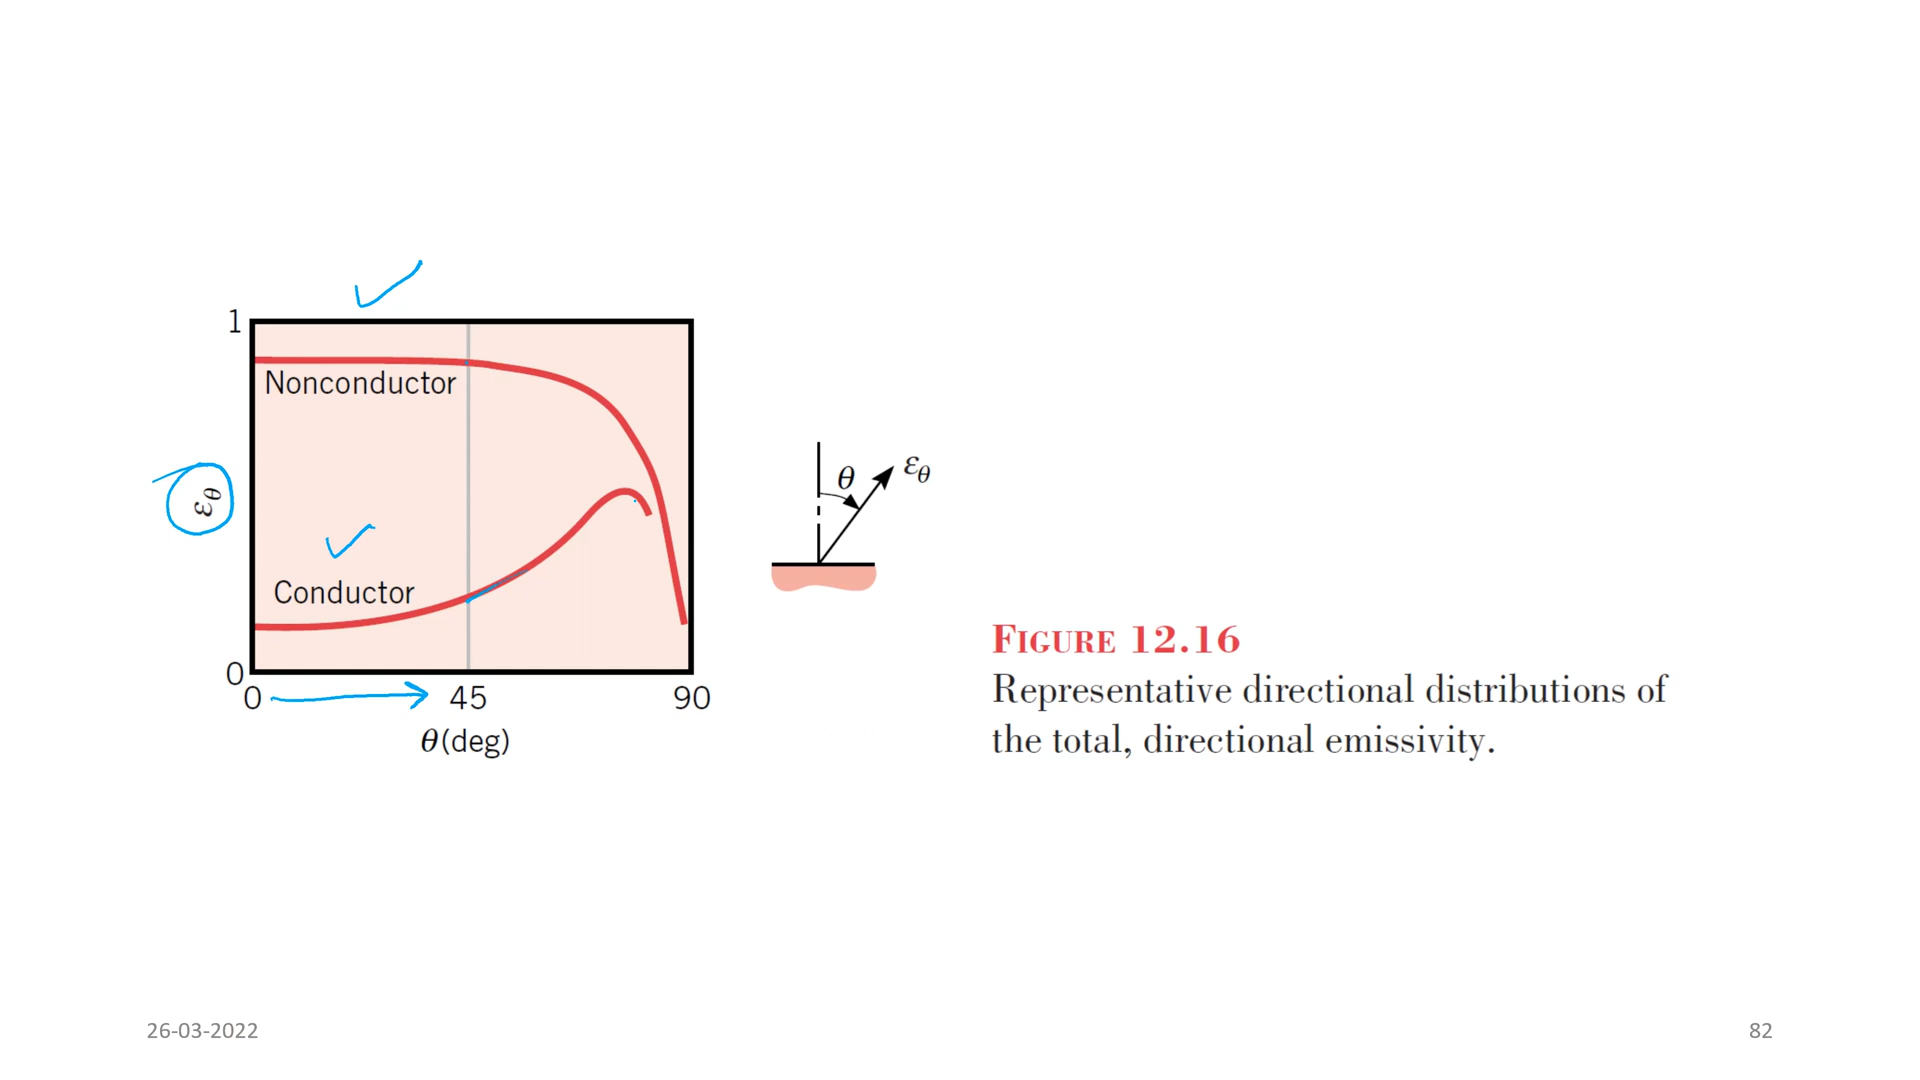 1
Nonconductor
εθ
Conductor
0
0 45 90
θ(deg)
θ εθ
FIGURE 12.16
Representative directional distributions of
the total, directional emissivity.
26-03-2022 82